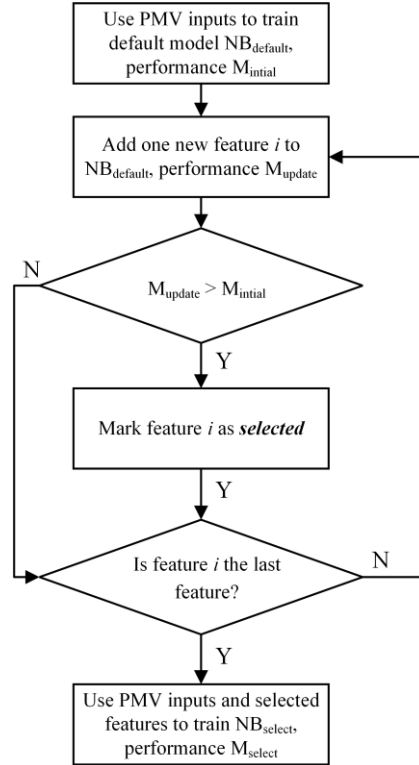 Use PMV inputs to train
default model NBdefault,
performance Mintial
Add one new feature i to
NBdefault, performance Mupdate
N
Mupdate > Mintial
Y
Mark feature i as selected
Y
Is feature i the last
feature?
N
Y
Use PMV inputs and selected
features to train NBselect,
performance Mselect